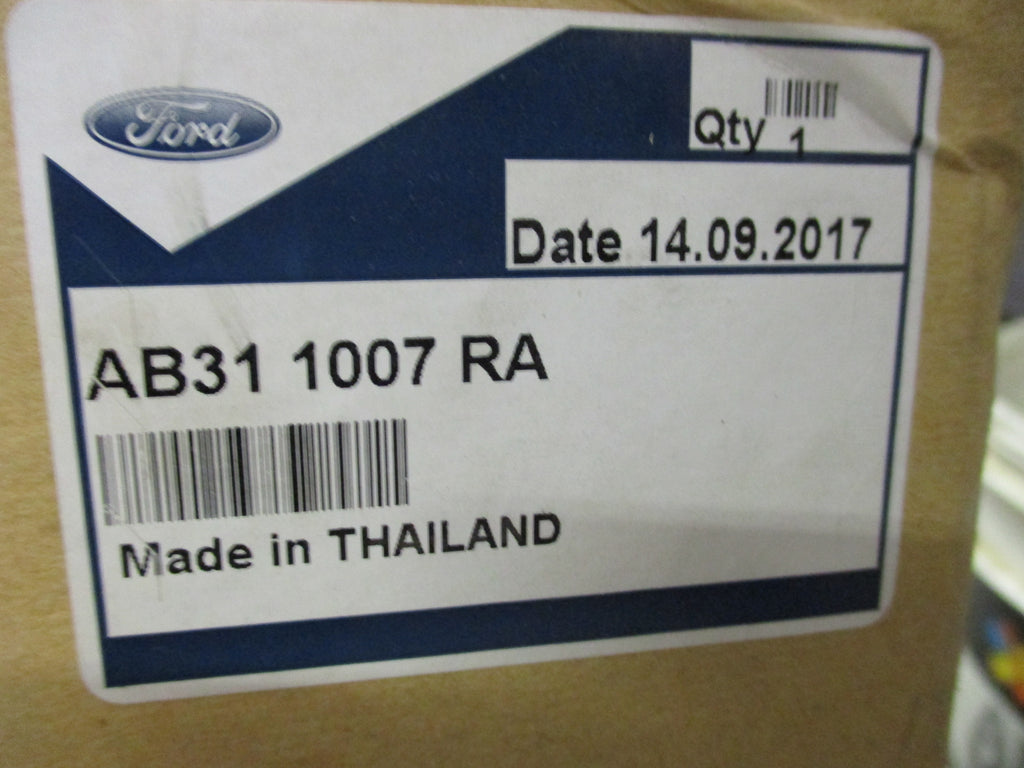 Ford
Qty 1
Date 14.09.2017
AB31 1007 RA
Made in THAILAND